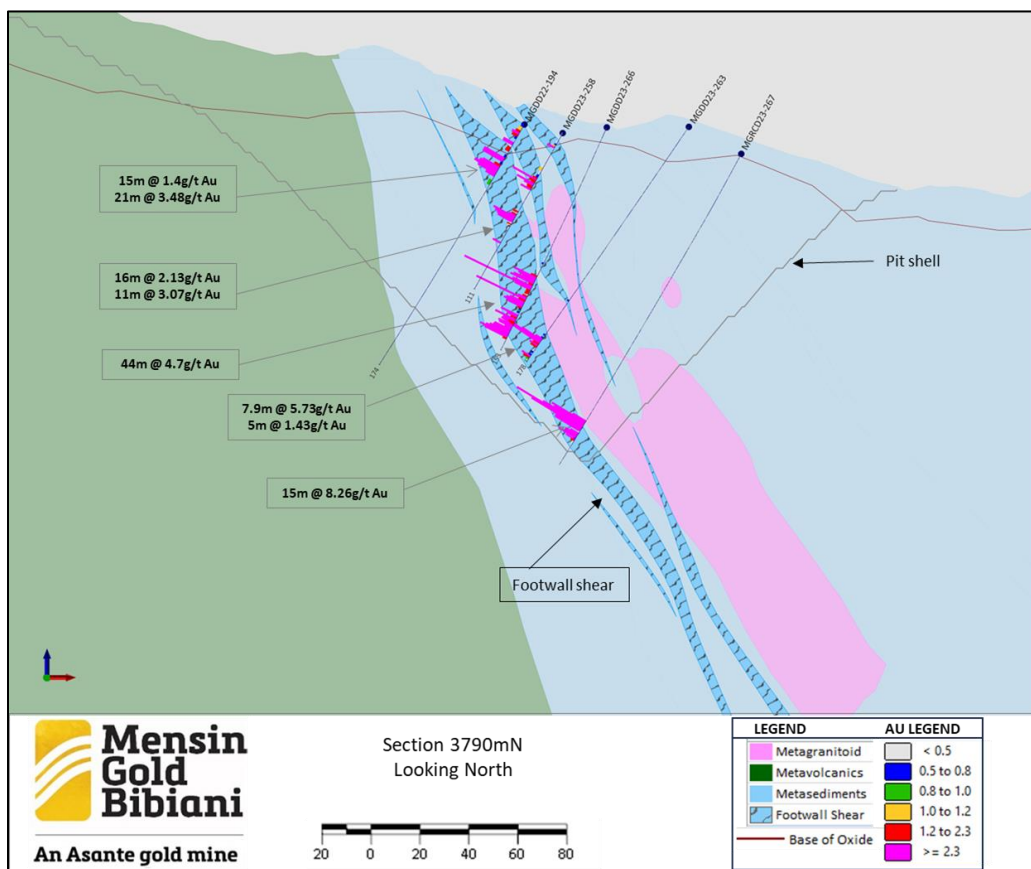 MGDD22-194
MGDD23-258
MGDD23-266
MGDD23-263
MGRCD23-267
15m @ 1.4g/t Au
21m @ 3.48g/t Au
16m @ 2.13g/t Au
11m @ 3.07g/t Au
44m @ 4.7g/t Au
7.9m @ 5.73g/t Au
5m @ 1.43g/t Au
15m @ 8.26g/t Au
Pit shell
111
174
178
Footwall shear
Mensin
Gold
Bibiani
An Asante gold mine
Section 3790mN
Looking North
20 0 20 40 60 80
LEGEND
Metagranitoid
Metavolcanics
Metasediments
Footwall Shear
Base of Oxide
AU LEGEND
< 0.5
0.5 to 0.8
0.8 to 1.0
1.0 to 1.2
1.2 to 2.3
>= 2.3